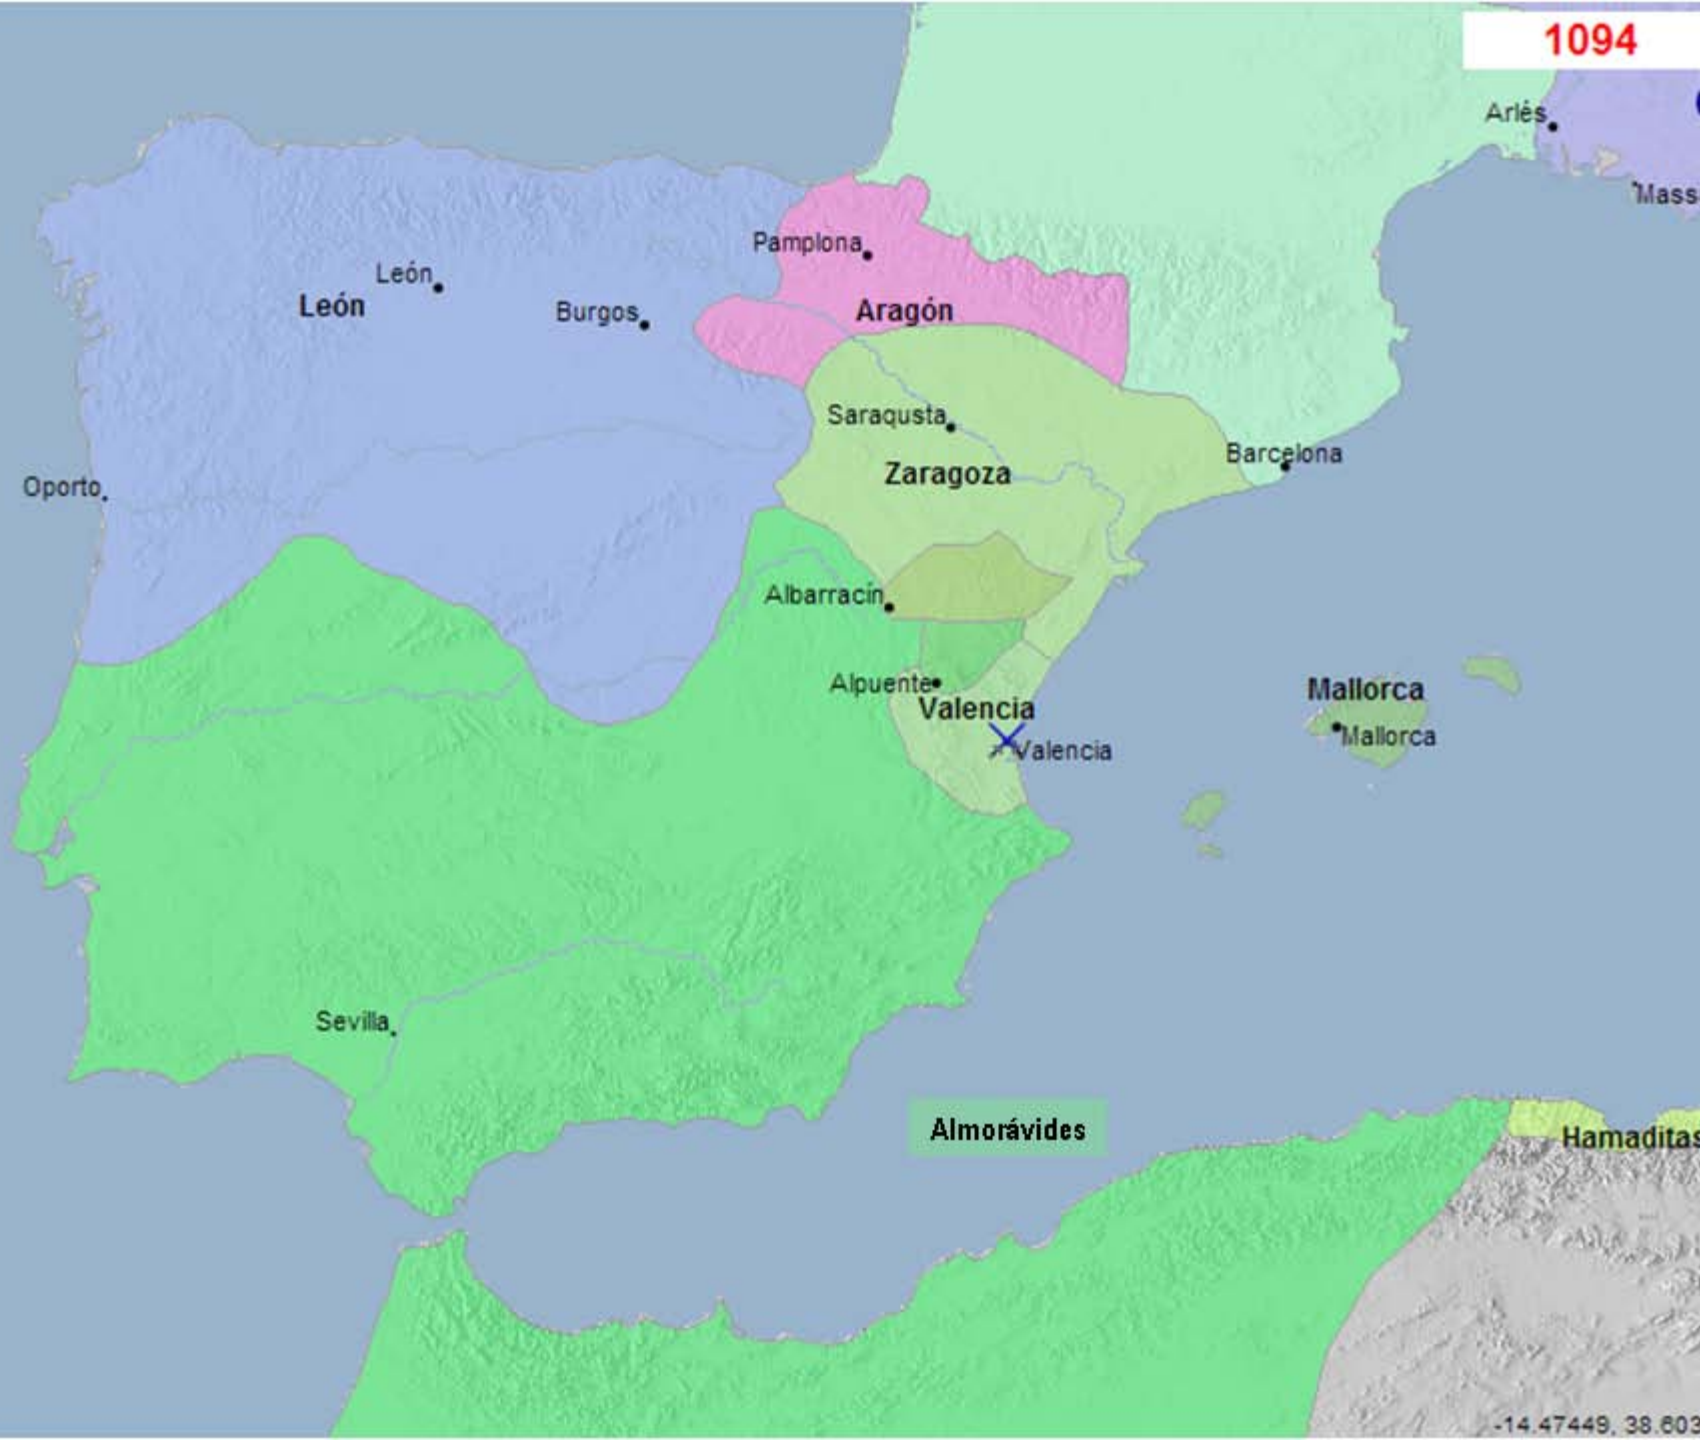 1094
Arlés
Mass
Pamplona
León
León
Burgos
Aragón
Saraqusta
Zaragoza
Barcelona
Oporto
Albarracín
Alpuente
Valencia
Valencia
Mallorca
Mallorca
Sevilla
Almorávides
Hamaditas
-14.47449, 38.603